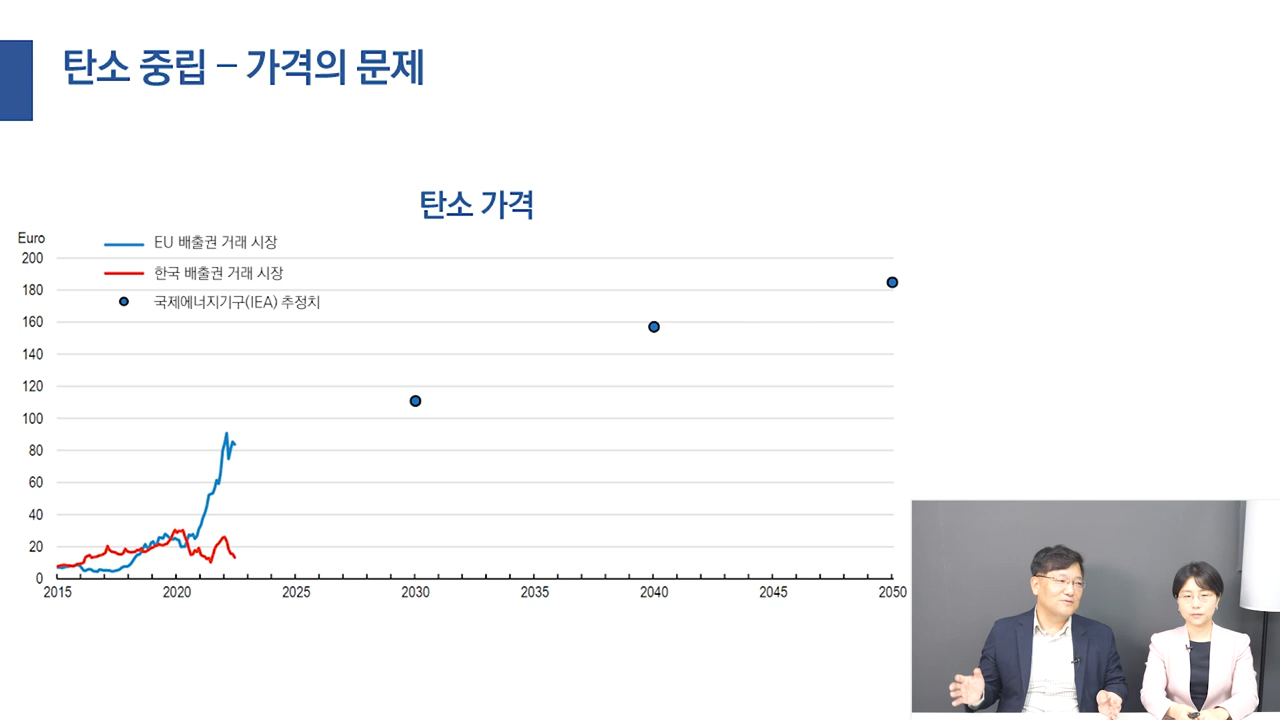 탄소 중립 – 가격의 문제
탄소 가격
Euro
EU 배출권 거래 시장
한국 배출권 거래 시장
국제에너지기구(IEA) 추정치
200
180
160
140
120
100
80
60
40
20
0
2015 2020 2025 2030 2035 2040 2045 2050